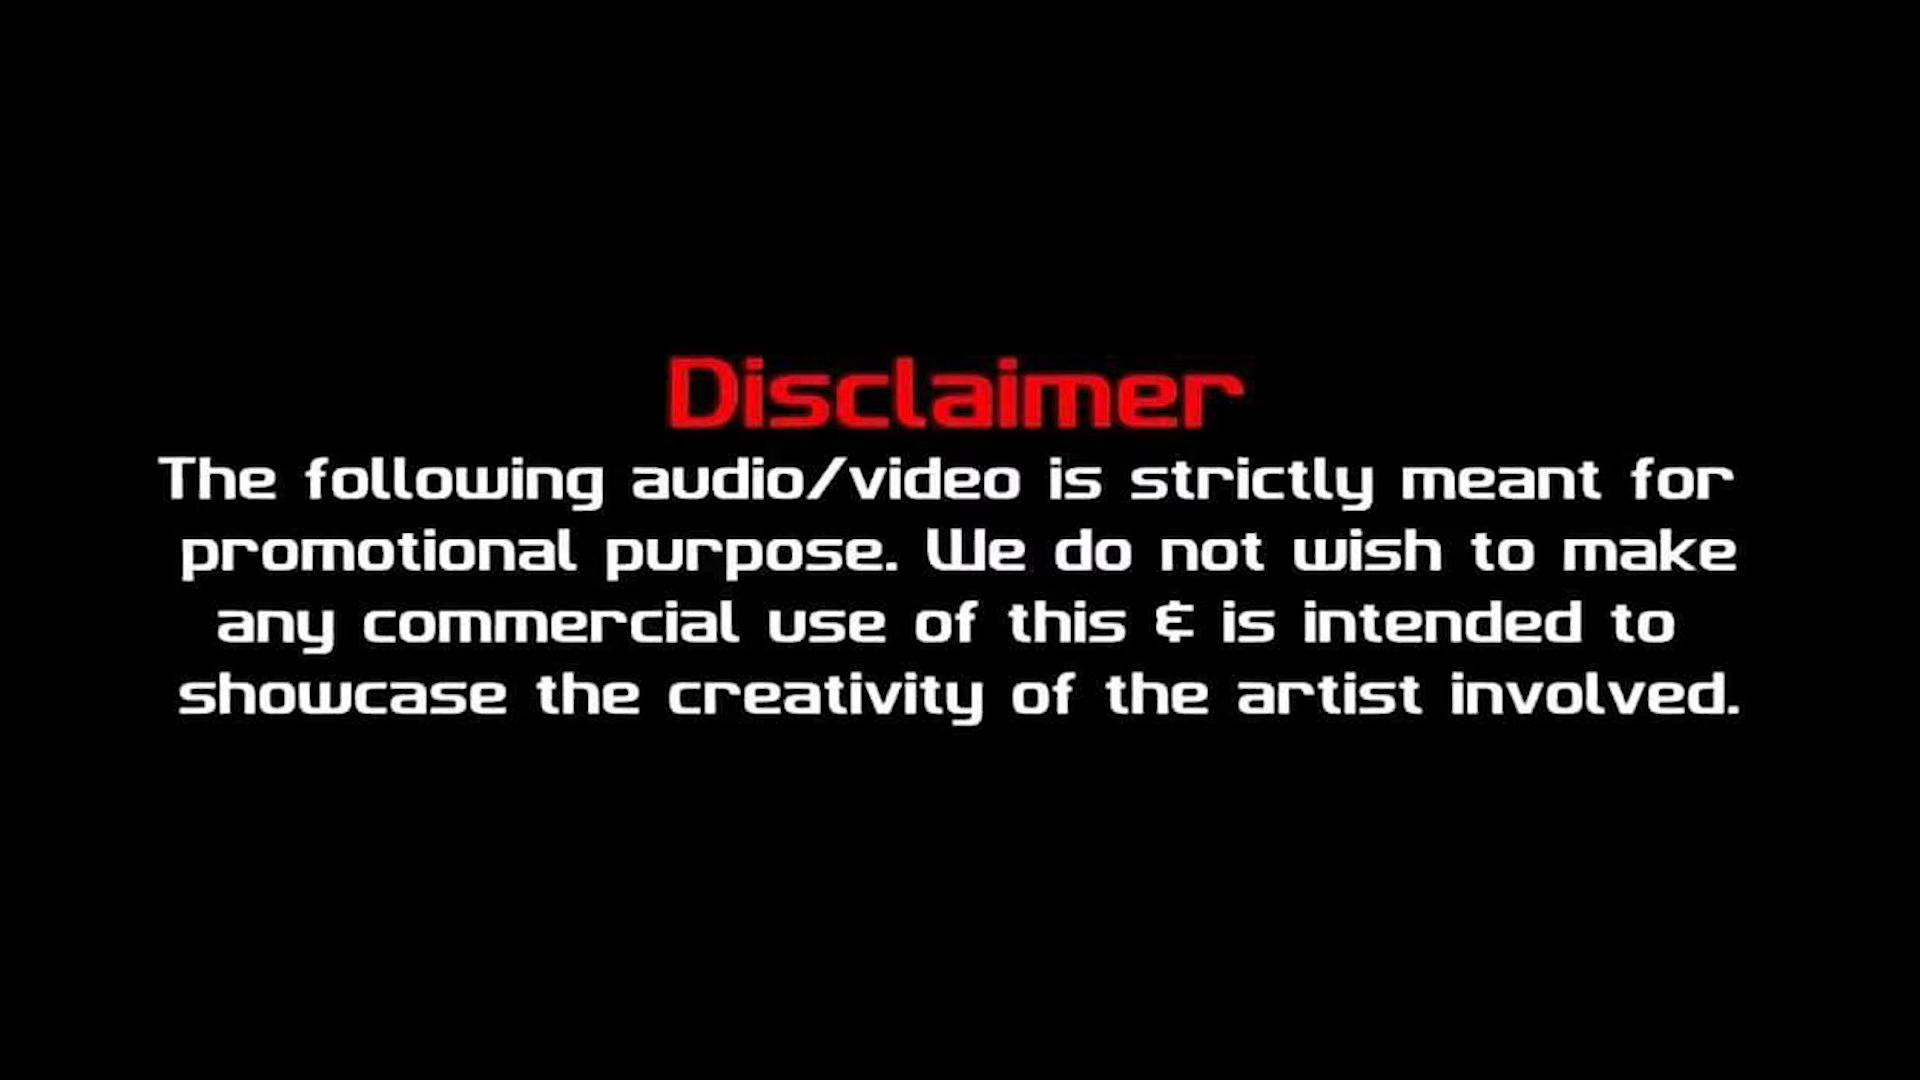 Disclaimer
The following audio/video is strictly meant for
promotional purpose. We do not wish to make
any commercial use of this & is intended to
showcase the creativity of the artist involved.